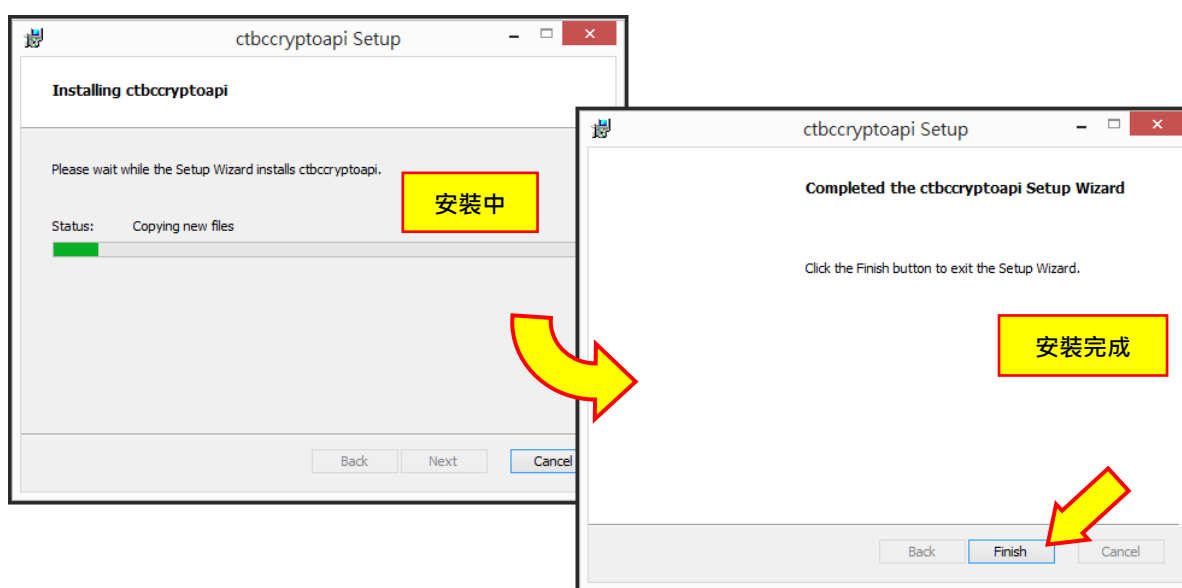 ctbccryptoapi Setup
Installing ctbccryptoapi
Please wait while the Setup Wizard installs ctbccryptoapi.
安裝中
Status: Copying new files
Back Next Cancel
ctbccryptoapi Setup
Completed the ctbccryptoapi Setup Wizard
Click the Finish button to exit the Setup Wizard.
安裝完成
Back Finish Cancel